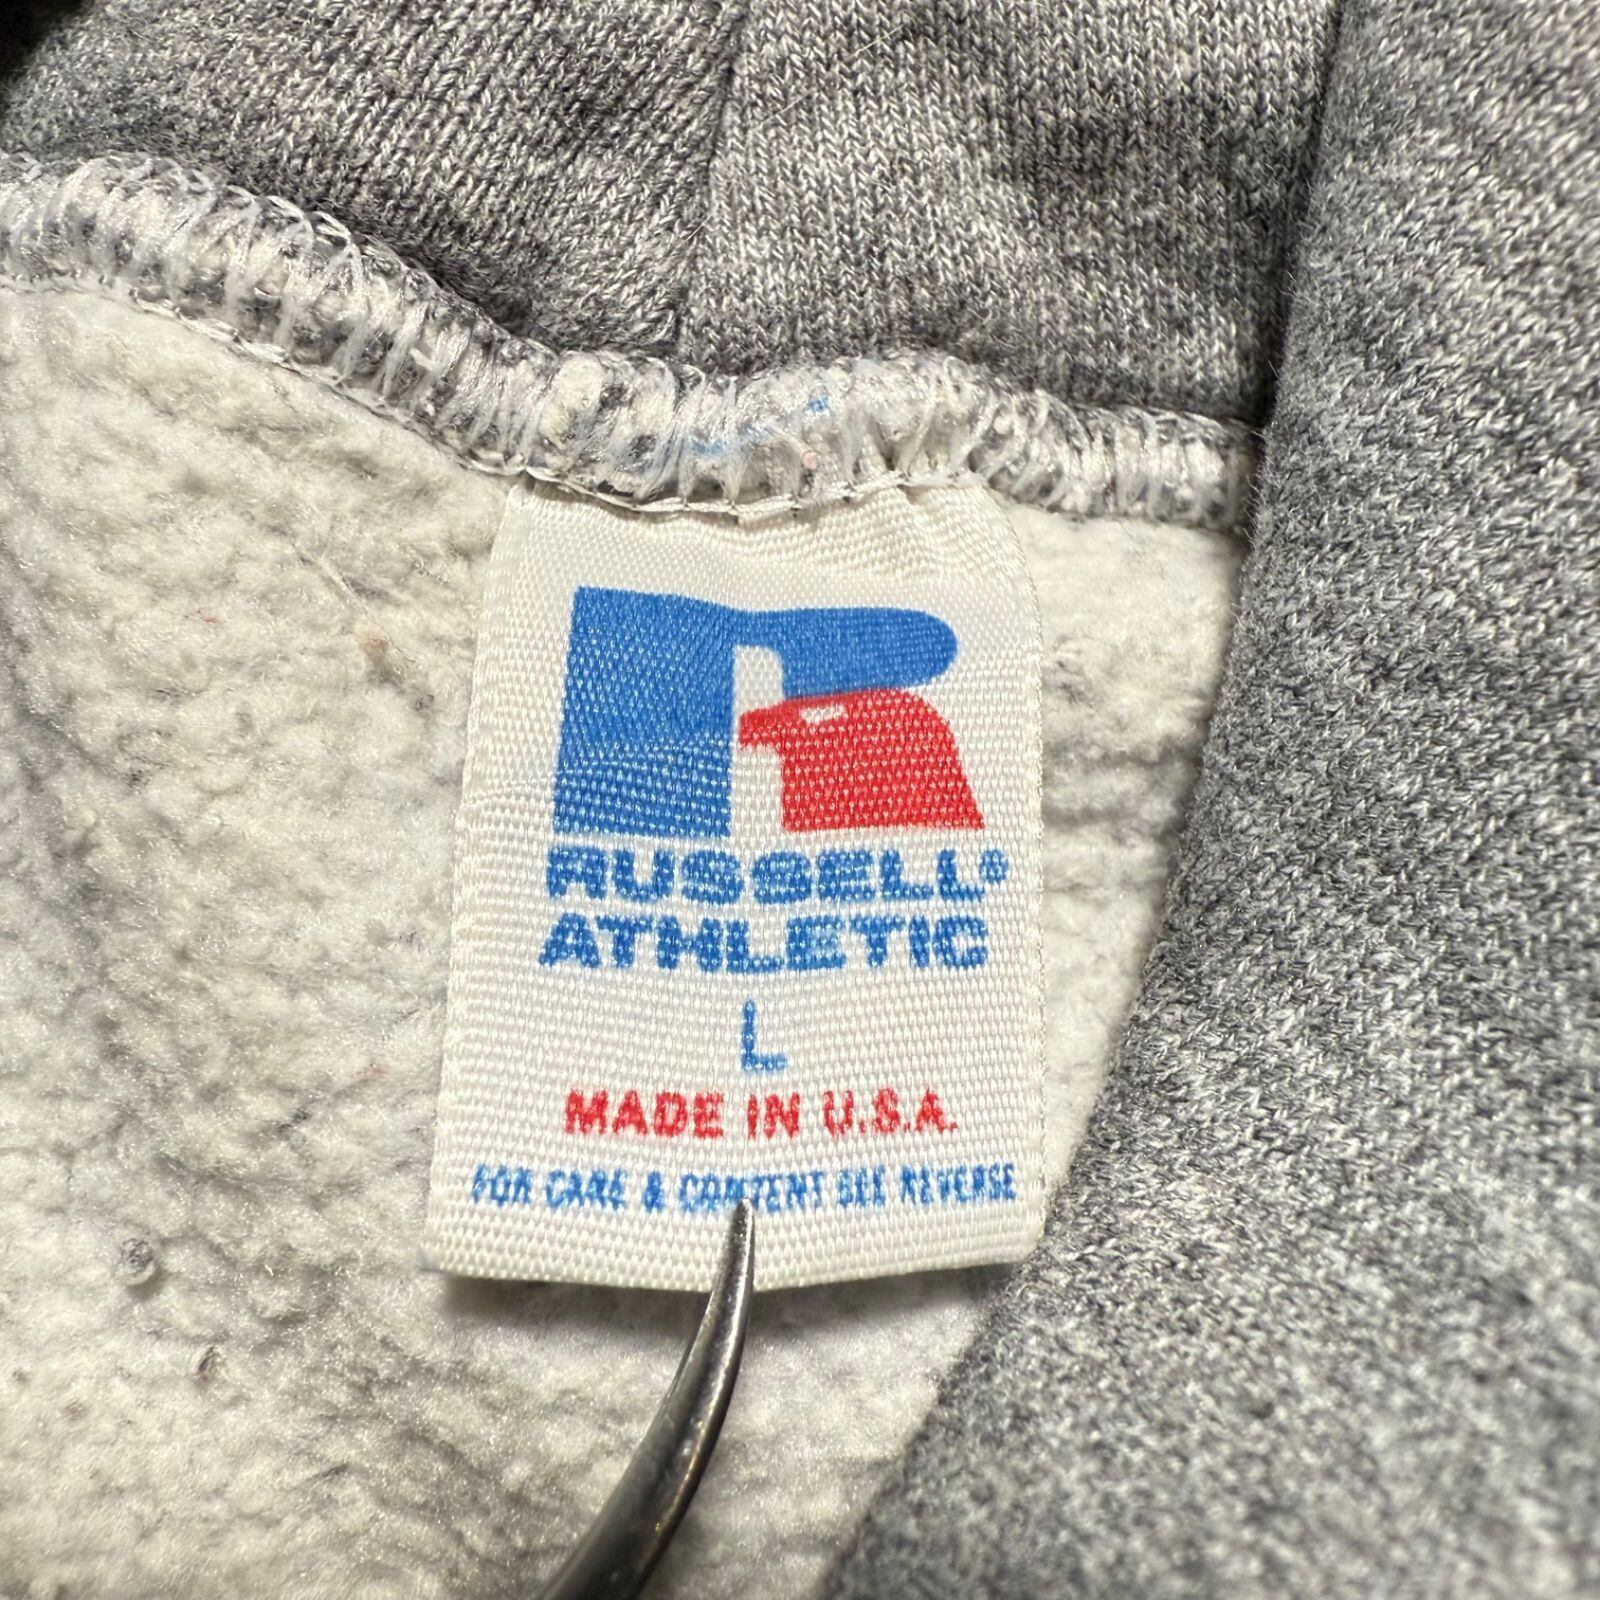 RUSSELL®
ATHLETIC
L
MADE IN U.S.A.
FOR CARE & CONTENT SEE REVERSE